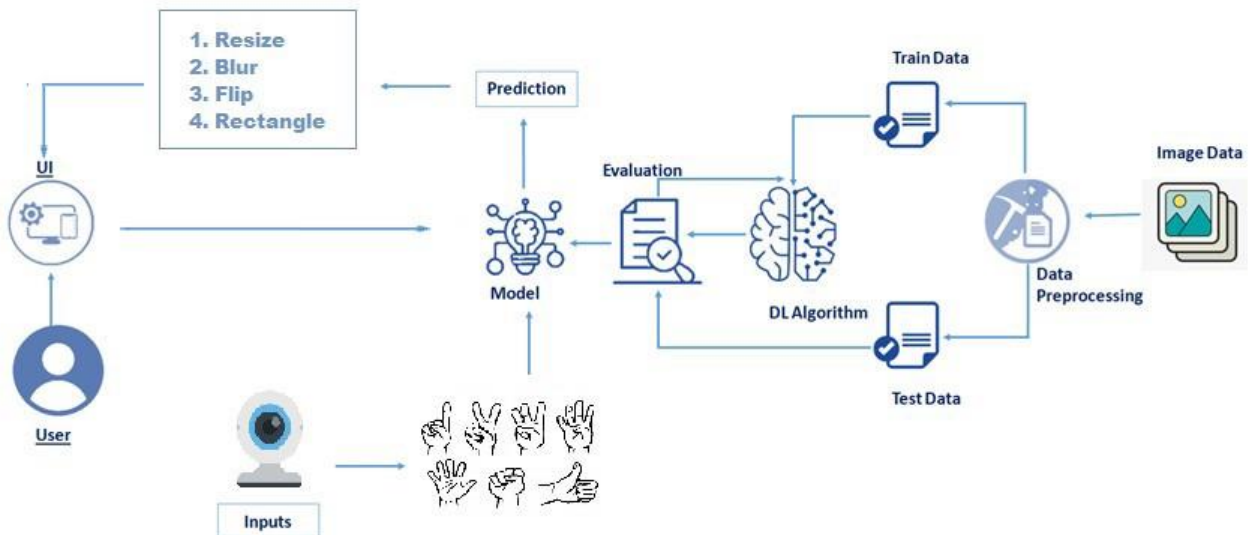 1. Resize
2. Blur
3. Flip
4. Rectangle
Prediction
Train Data
UI
Evaluation
Image Data
Model
DL Algorithm
Data
Preprocessing
Test Data
User
Inputs